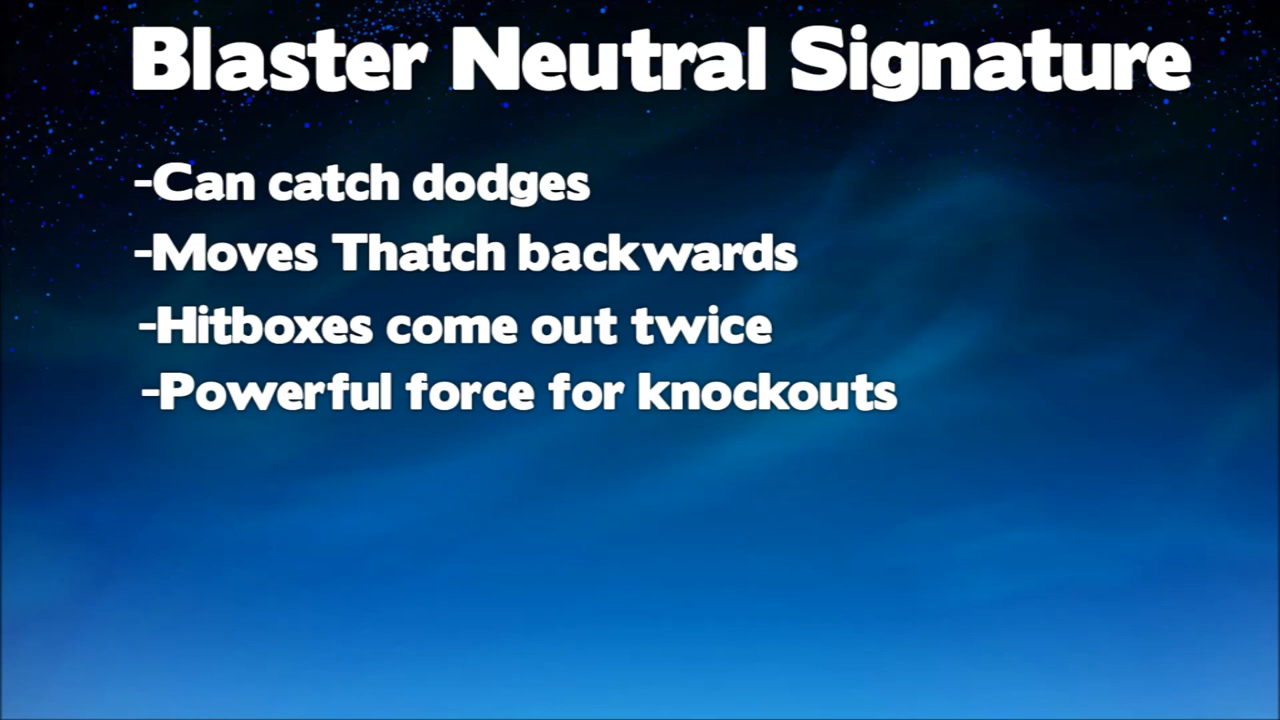 Blaster Neutral Signature
-Can catch dodges
-Moves Thatch backwards
-Hitboxes come out twice
-Powerful force for knockouts